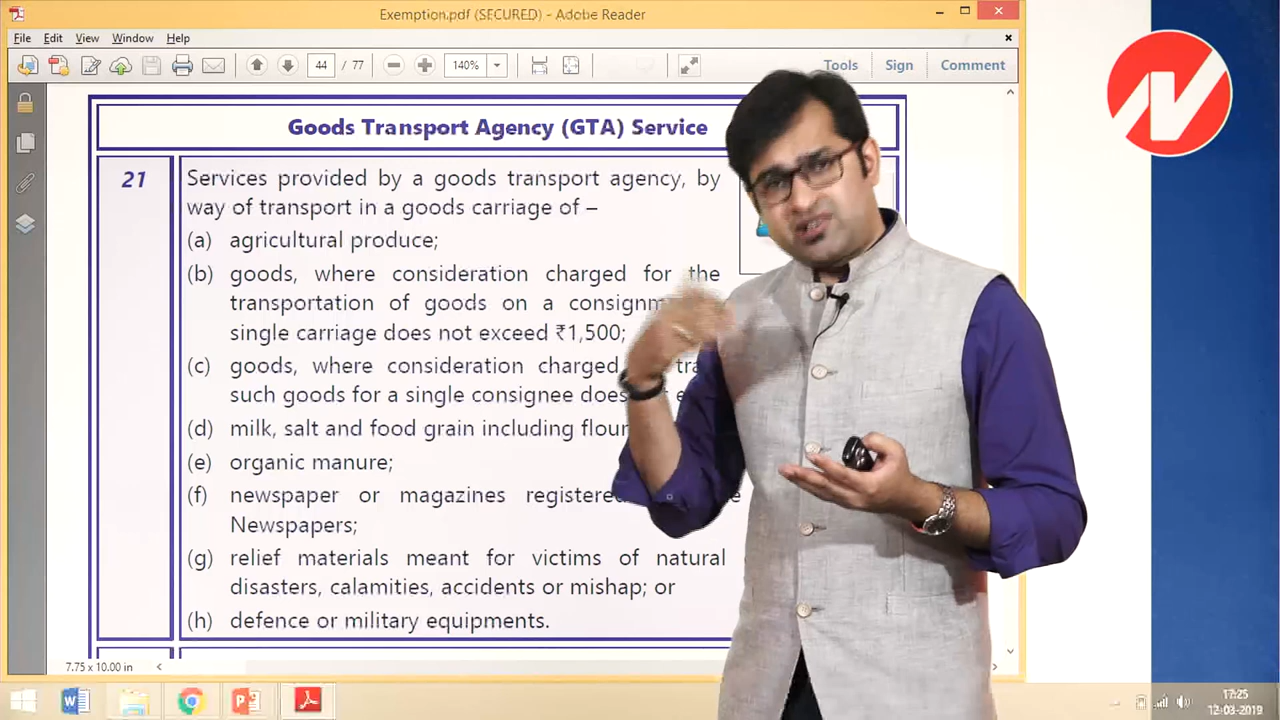 Exemption.pdf (SECURED) - Adobe Reader
File Edit View Window Help
44 / 77 140% Tools Sign Comment
Goods Transport Agency (GTA) Service
21
Services provided by a goods transport agency, by
way of transport in a goods carriage of –
(a) agricultural produce;
(b) goods, where consideration charged for the
transportation of goods on a
single carriage does not exceed ₹1,500;
(c) goods, where consideration charged
such goods for a single consignee
(d) milk, salt and food grain including flour
(e) organic manure;
(f) newspaper or magazines registered
Newspapers;
(g) relief materials meant for victims of natural
disasters, calamities, accidents or mishap; or
(h) defence or military equipments.
7.75 x 10.00 in
17:25
12-03-2019